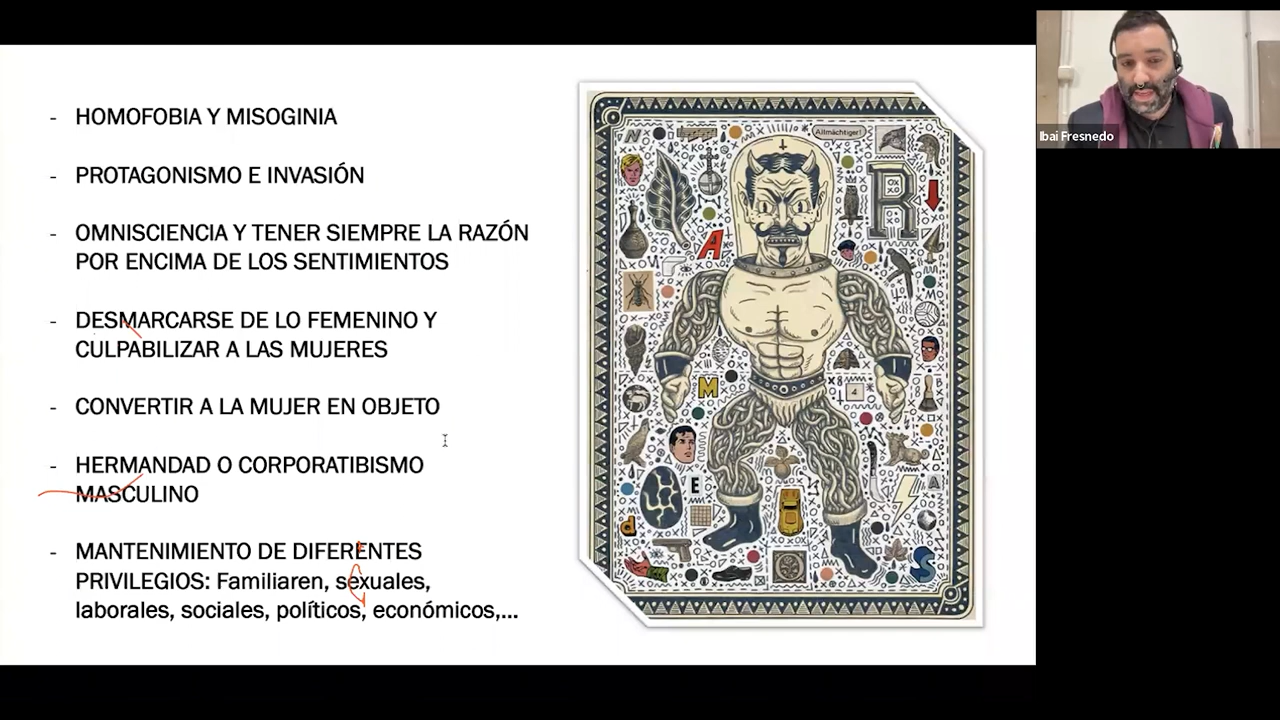 - HOMOFOBIA Y MISOGINIA
- PROTAGONISMO E INVASIÓN
- OMNISCIENCIA Y TENER SIEMPRE LA RAZÓN
POR ENCIMA DE LOS SENTIMIENTOS
- DESMARCARSE DE LO FEMENINO Y
CULPABILIZAR A LAS MUJERES
- CONVERTIR A LA MUJER EN OBJETO
- HERMANDAD O CORPORATIBISMO
MASCULINO
- MANTENIMIENTO DE DIFERENTES
PRIVILEGIOS: Familiaren, sexuales,
laborales, sociales, políticos, económicos,...
Allmächtiger!
N
R
A
M
4
E
A
d
S
Ibai Fresnedo